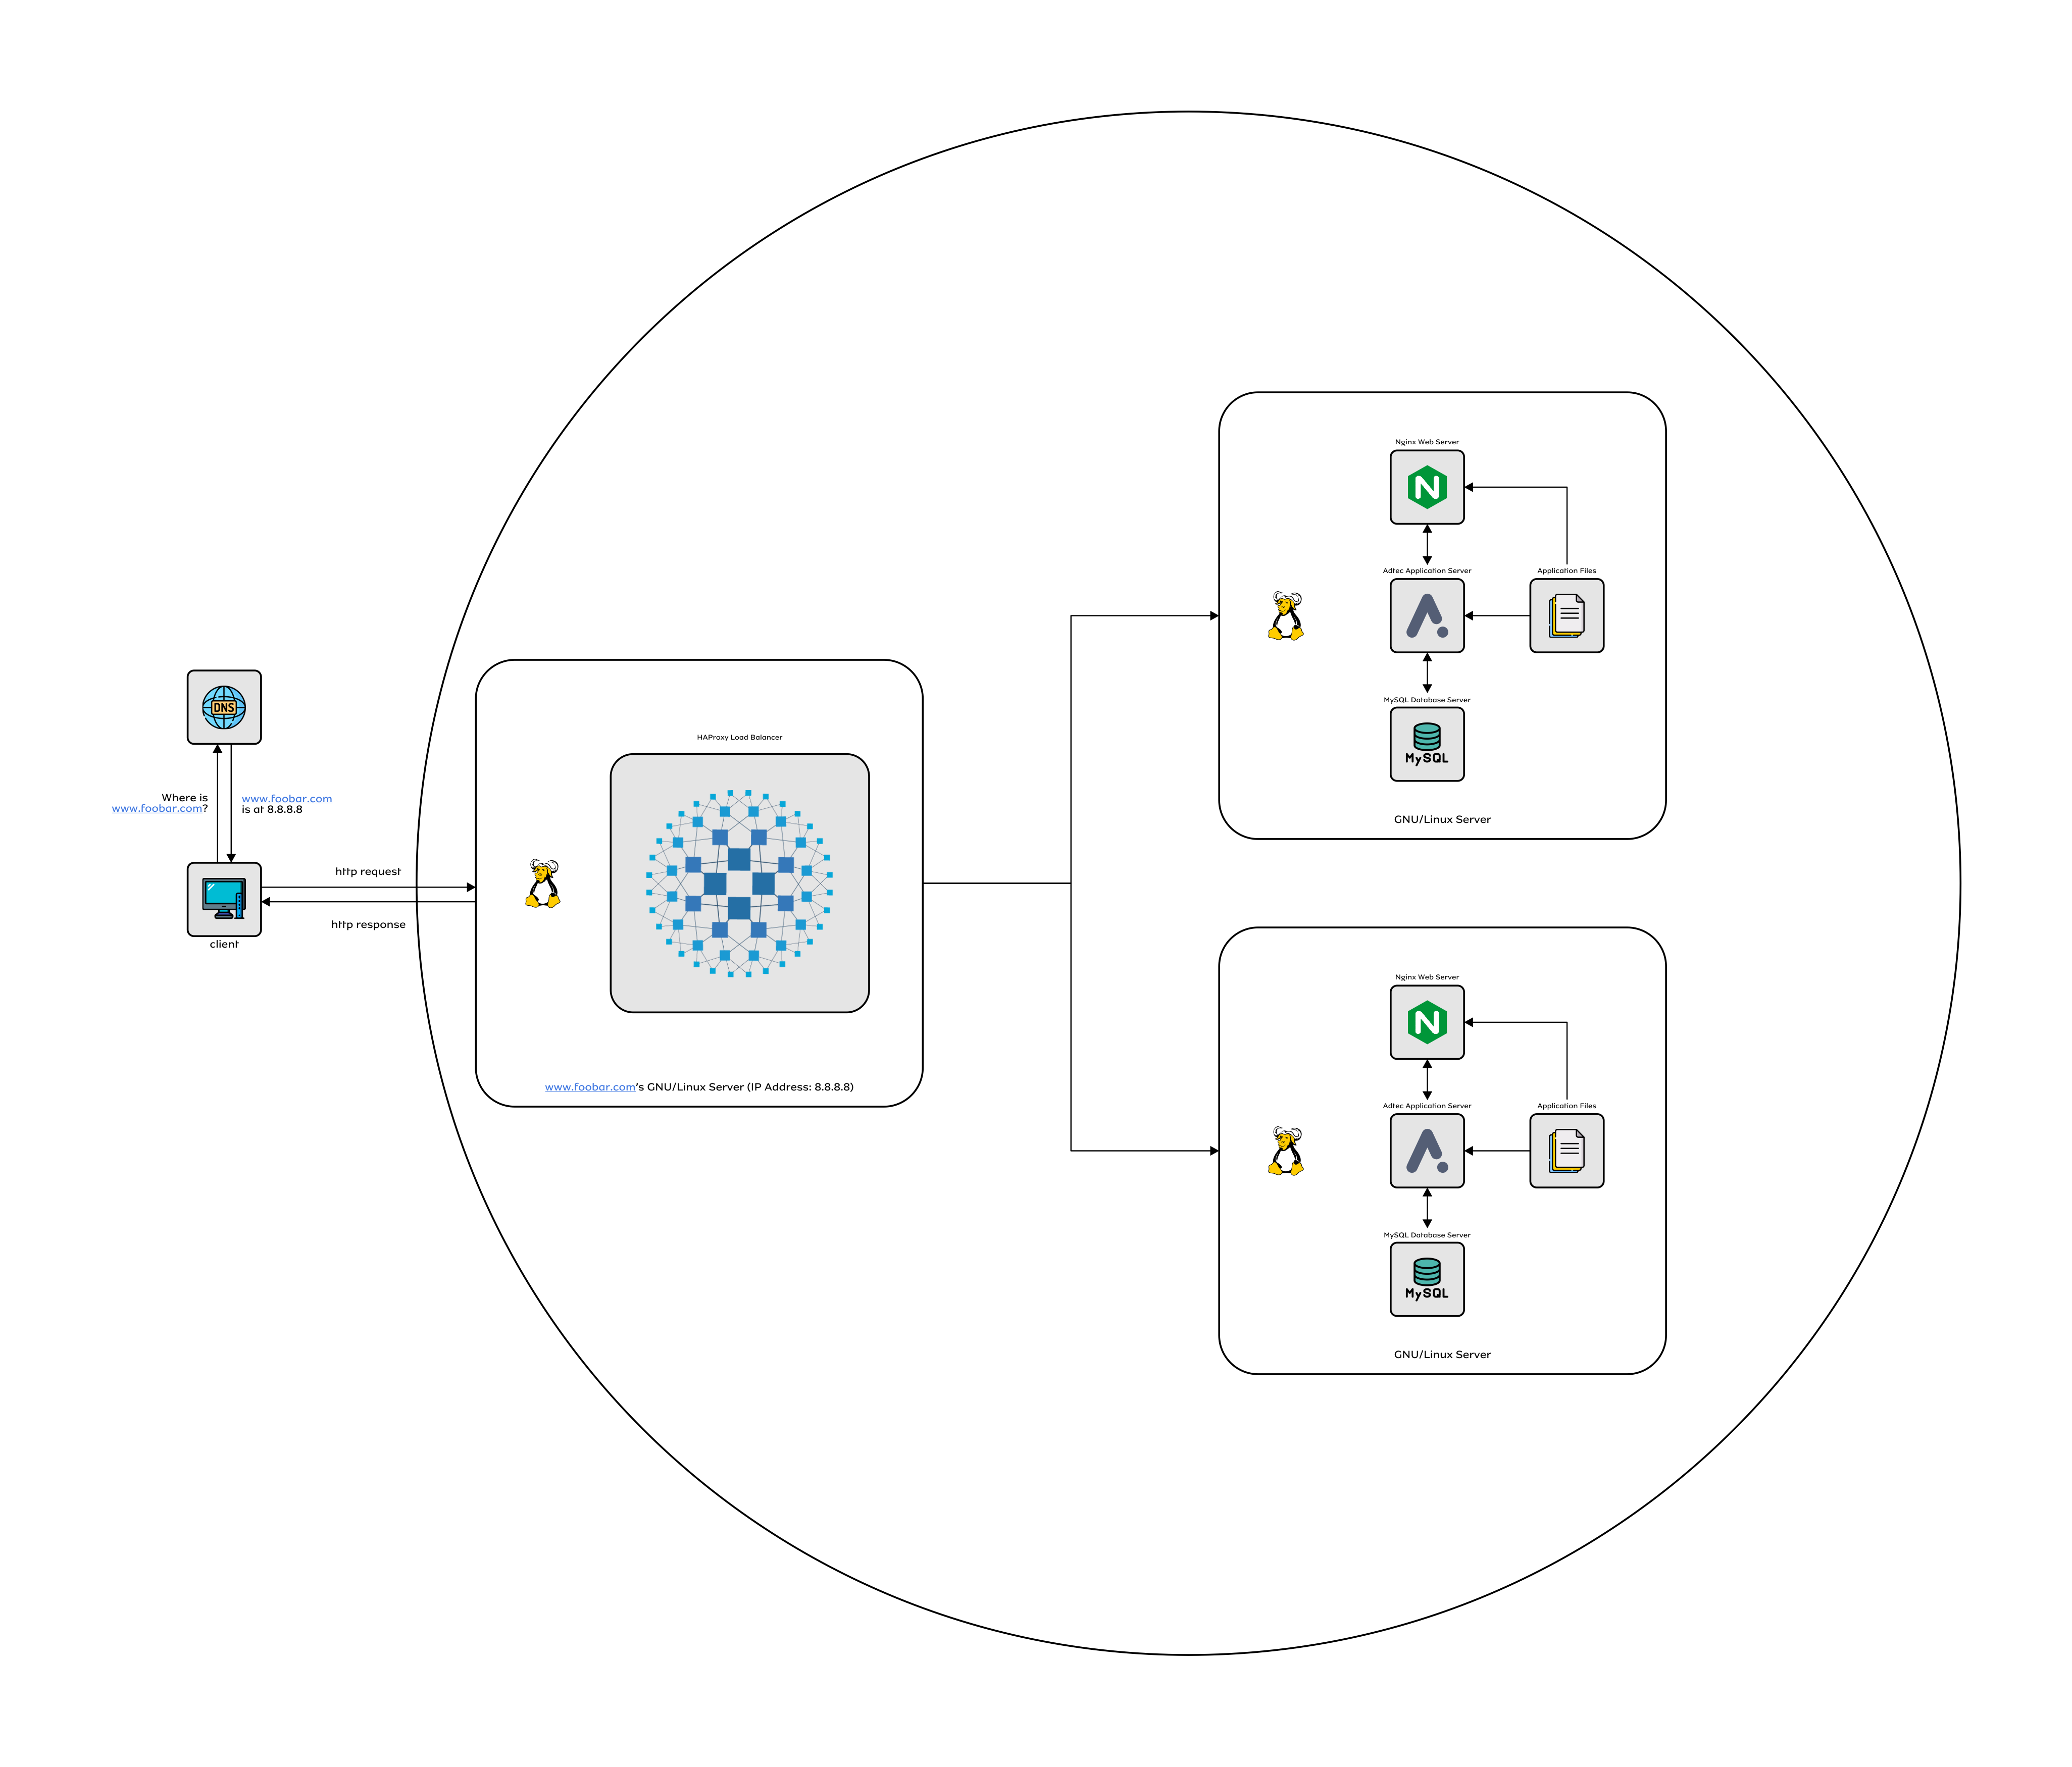 DNS
Where is
www.foobar.com?
www.foobar.com
is at 8.8.8.8
client
http request
http response
HAProxy Load Balancer
www.foobar.com's GNU/Linux Server (IP Address: 8.8.8.8)
Nginx Web Server
N
Adtec Application Server
Application Files
MySQL Database Server
MySQL
GNU/Linux Server
Nginx Web Server
N
Adtec Application Server
Application Files
MySQL Database Server
MySQL
GNU/Linux Server